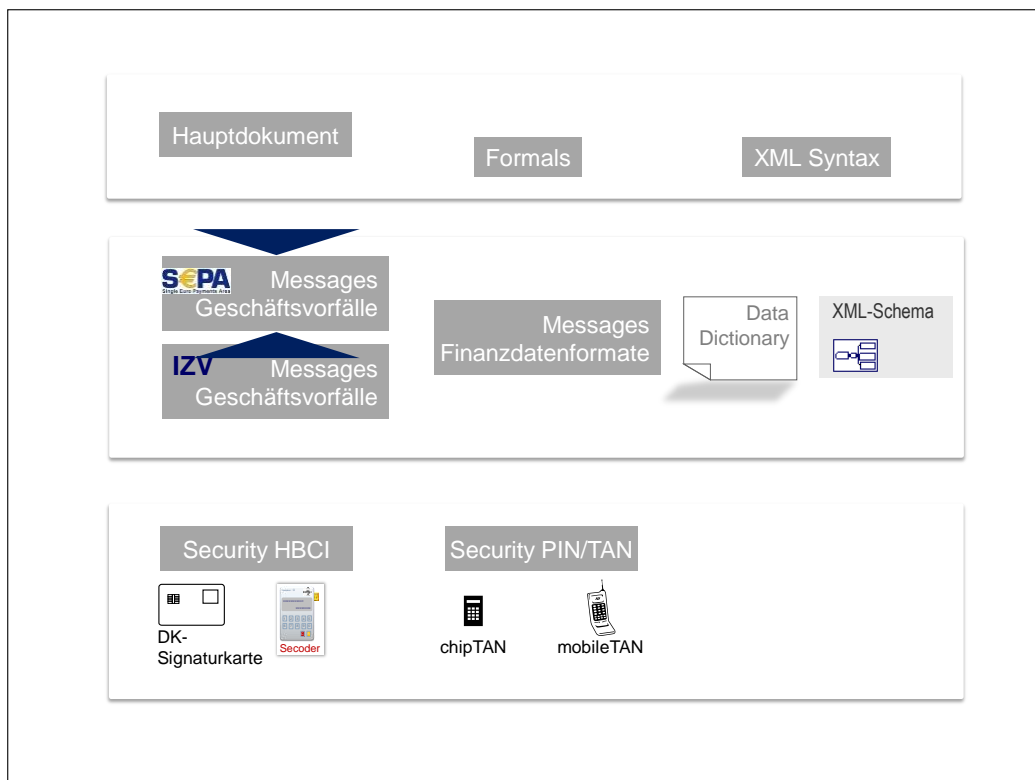 Hauptdokument
Formals
XML Syntax
S€PA
Single Euro Payments Area
Messages
Geschäftsvorfälle
IZV
Messages
Geschäftsvorfälle
Messages
Finanzdatenformate
Data
Dictionary
XML-Schema
Security HBCI
Security PIN/TAN
DK-
Signaturkarte
Secoder
chipTAN
mobileTAN